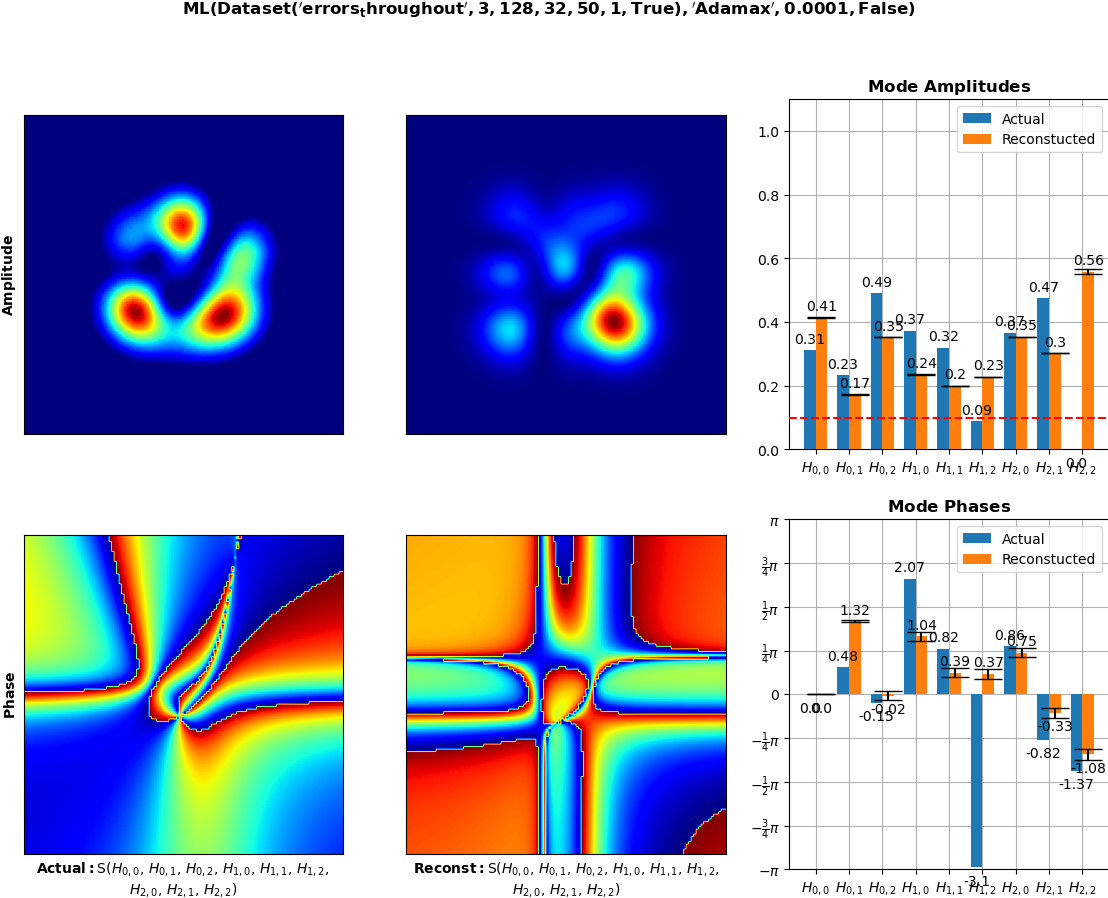 ML(Dataset('errors_throughout', 3, 128, 32, 50, 1, True), 'Adamax', 0.0001, False)
Amplitude
Mode Amplitudes
Actual
Reconstucted
1.0
0.8
0.6
0.4
0.2
0.0
0.31
0.41
0.23
0.17
0.49
0.35
0.37
0.24
0.32
0.2
0.09
0.23
0.37
0.35
0.47
0.3
0.0
0.56
H0,0 H0,1 H0,2 H1,0 H1,1 H1,2 H2,0 H2,1 H2,2
Phase
Mode Phases
Actual
Reconstucted
π
3/4π
1/2π
1/4π
0
−1/4π
−1/2π
−3/4π
−π
0.0
0.0
0.48
1.32
-0.15
-0.02
2.07
1.04
0.82
0.39
-3.1
0.37
0.86
0.75
-0.82
-0.33
-1.37
-1.08
H0,0 H0,1 H0,2 H1,0 H1,1 H1,2 H2,0 H2,1 H2,2
Actual: S(H0,0, H0,1, H0,2, H1,0, H1,1, H1,2,
H2,0, H2,1, H2,2)
Reconst: S(H0,0, H0,1, H0,2, H1,0, H1,1, H1,2,
H2,0, H2,1, H2,2)